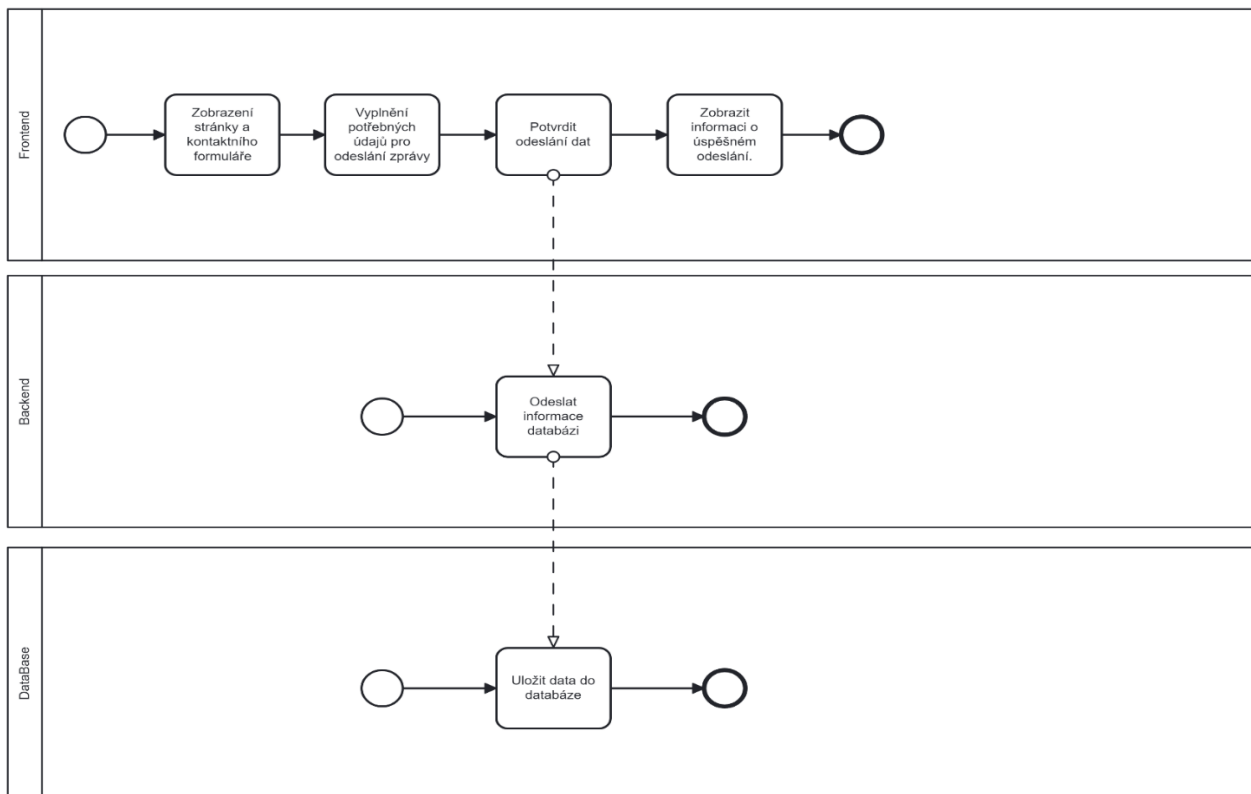 Frontend
Zobrazení
stránky a
kontaktního
formuláře
Vyplnění
potřebných
údajů pro
odeslání zprávy
Potvrdit
odeslání dat
Zobrazit
informaci o
úspěšném
odeslání.
Backend
Odeslat
informace
databázi
DataBase
Uložit data do
databáze